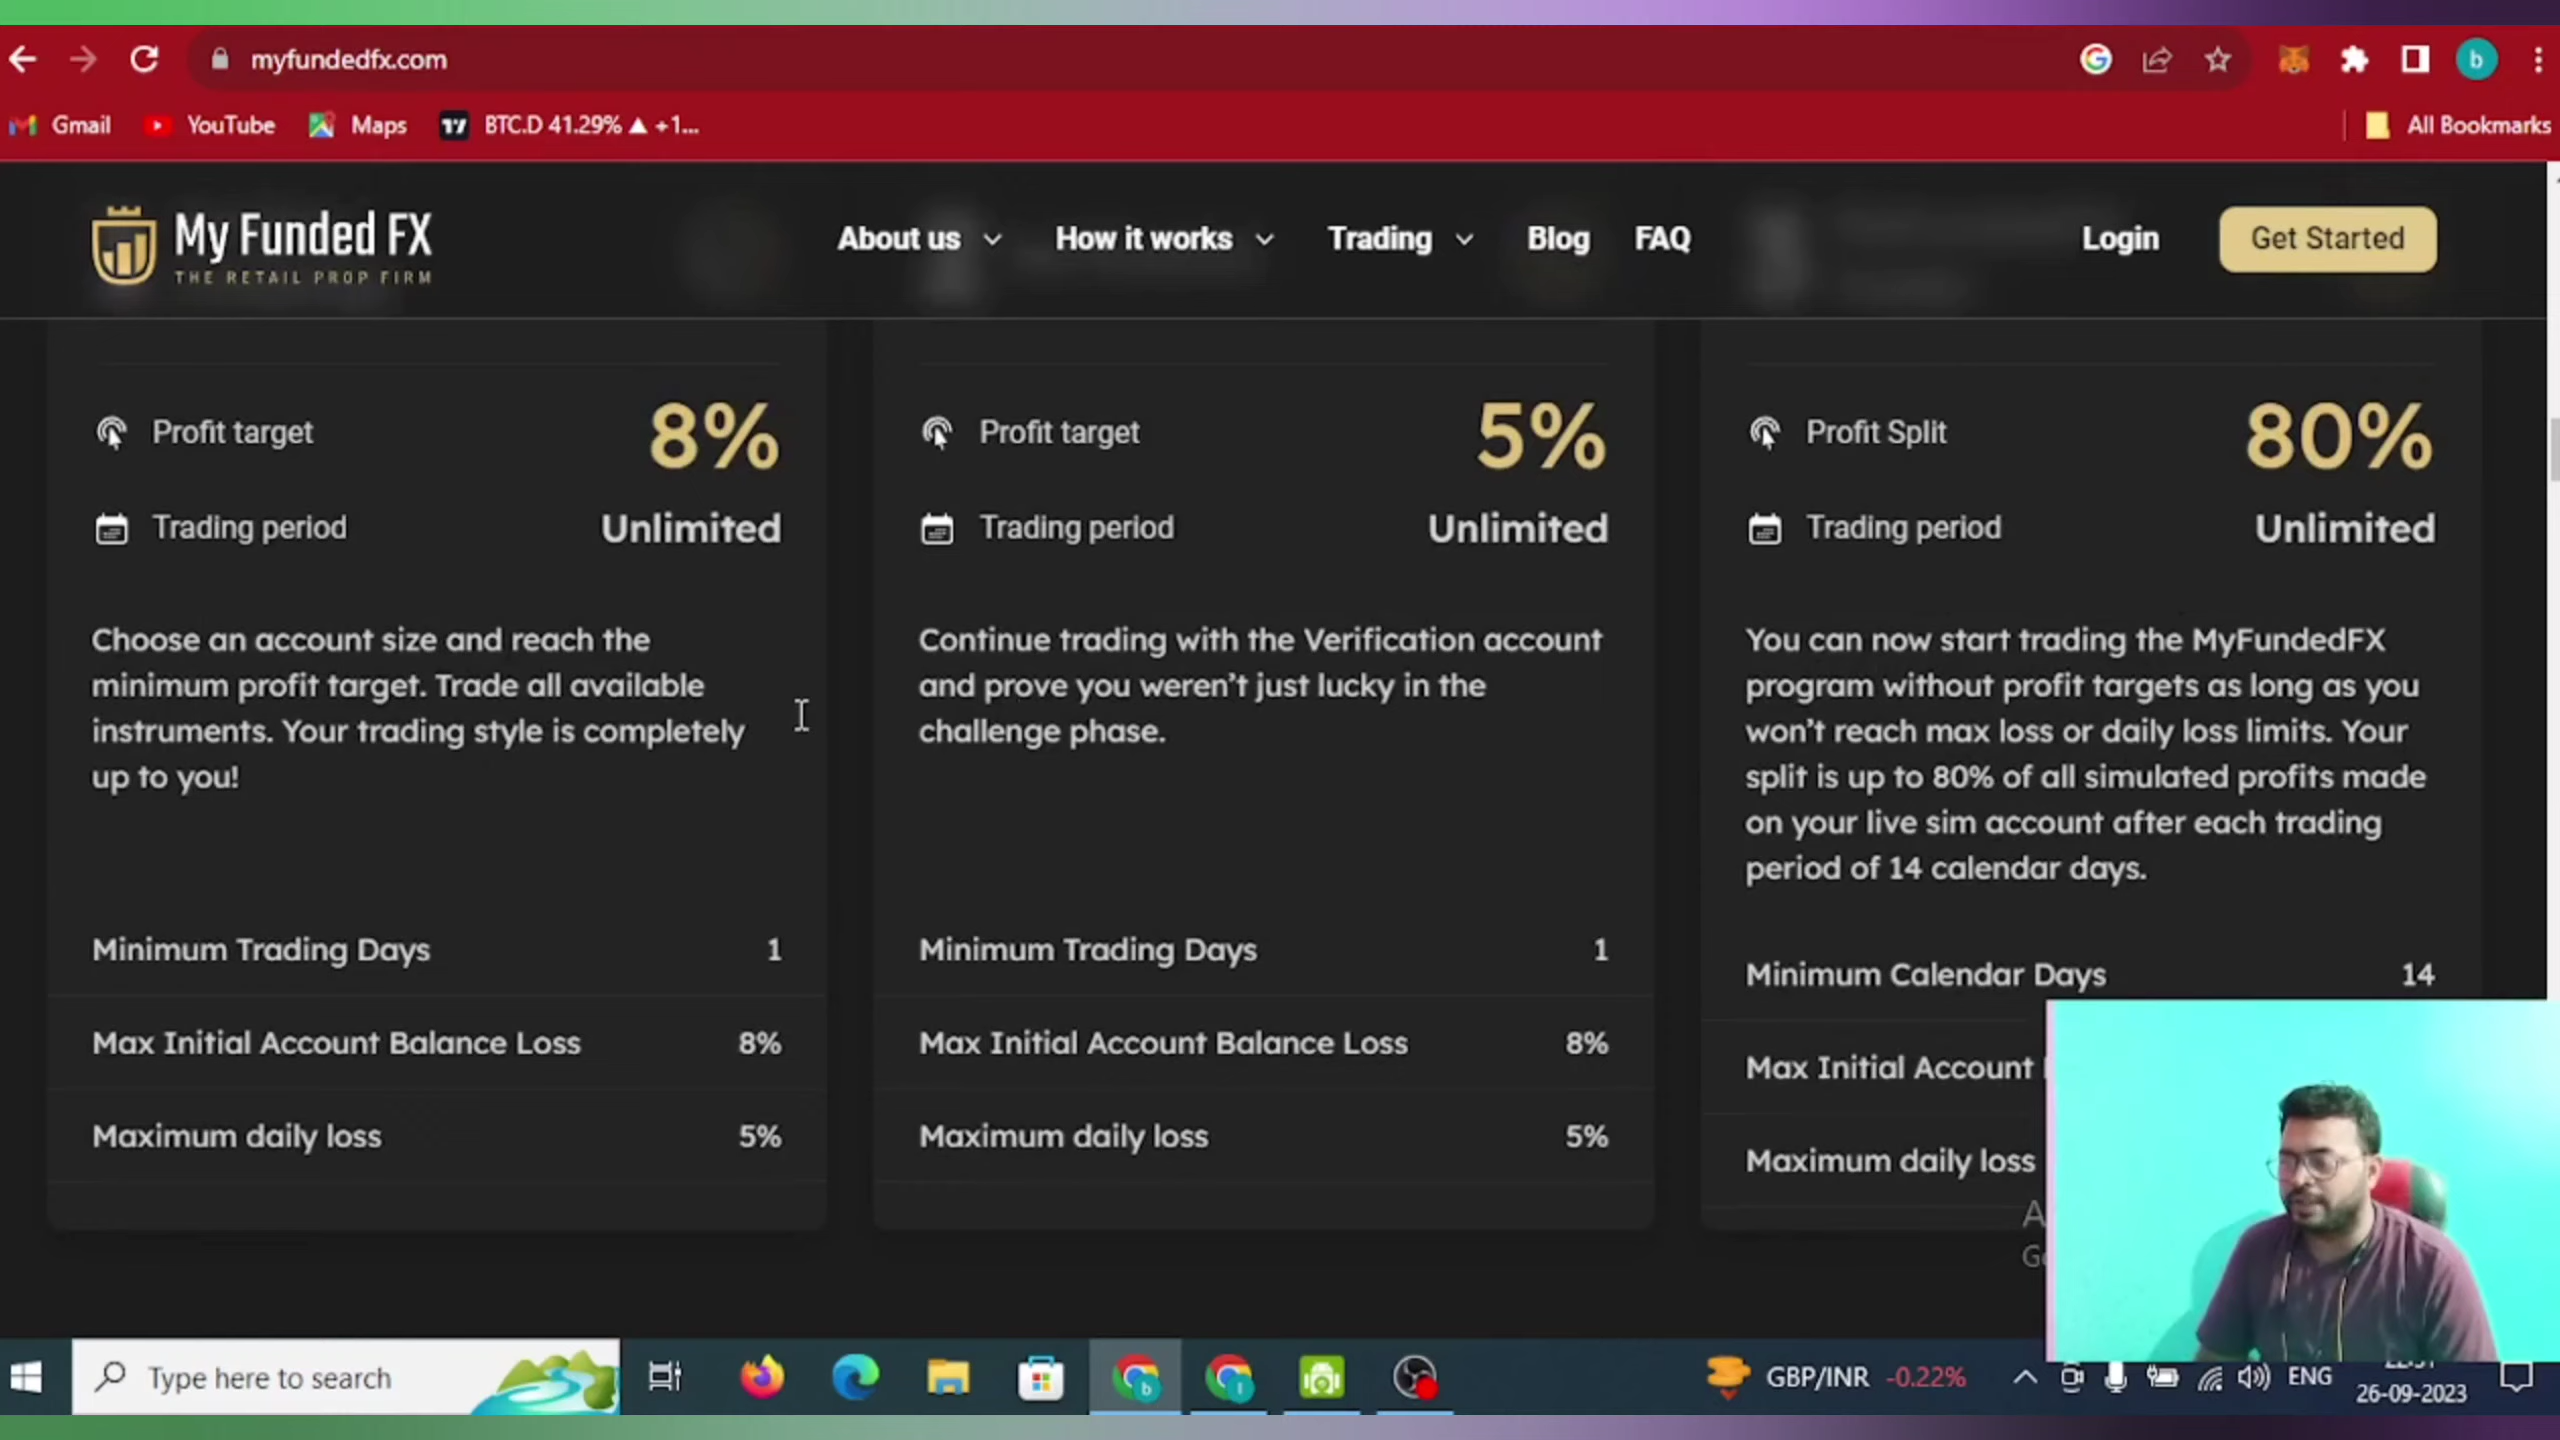 myfundedfx.com
Gmail
YouTube
Maps
BTC.D 41.29% ▲ +1...
All Bookmarks
My Funded FX
THE RETAIL PROP FIRM
About us
How it works
Trading
Blog
FAQ
Login
Get Started
Profit target
8%
Trading period
Unlimited
Choose an account size and reach the
minimum profit target. Trade all available
instruments. Your trading style is completely
up to you!
Minimum Trading Days
1
Max Initial Account Balance Loss
8%
Maximum daily loss
5%
Profit target
5%
Trading period
Unlimited
Continue trading with the Verification account
and prove you weren't just lucky in the
challenge phase.
Minimum Trading Days
1
Max Initial Account Balance Loss
8%
Maximum daily loss
5%
Profit Split
80%
Trading period
Unlimited
You can now start trading the MyFundedFX
program without profit targets as long as you
won't reach max loss or daily loss limits. Your
split is up to 80% of all simulated profits made
on your live sim account after each trading
period of 14 calendar days.
Minimum Calendar Days
14
Max Initial Account
Maximum daily loss
Type here to search
GBP/INR -0.22%
ENG
26-09-2023